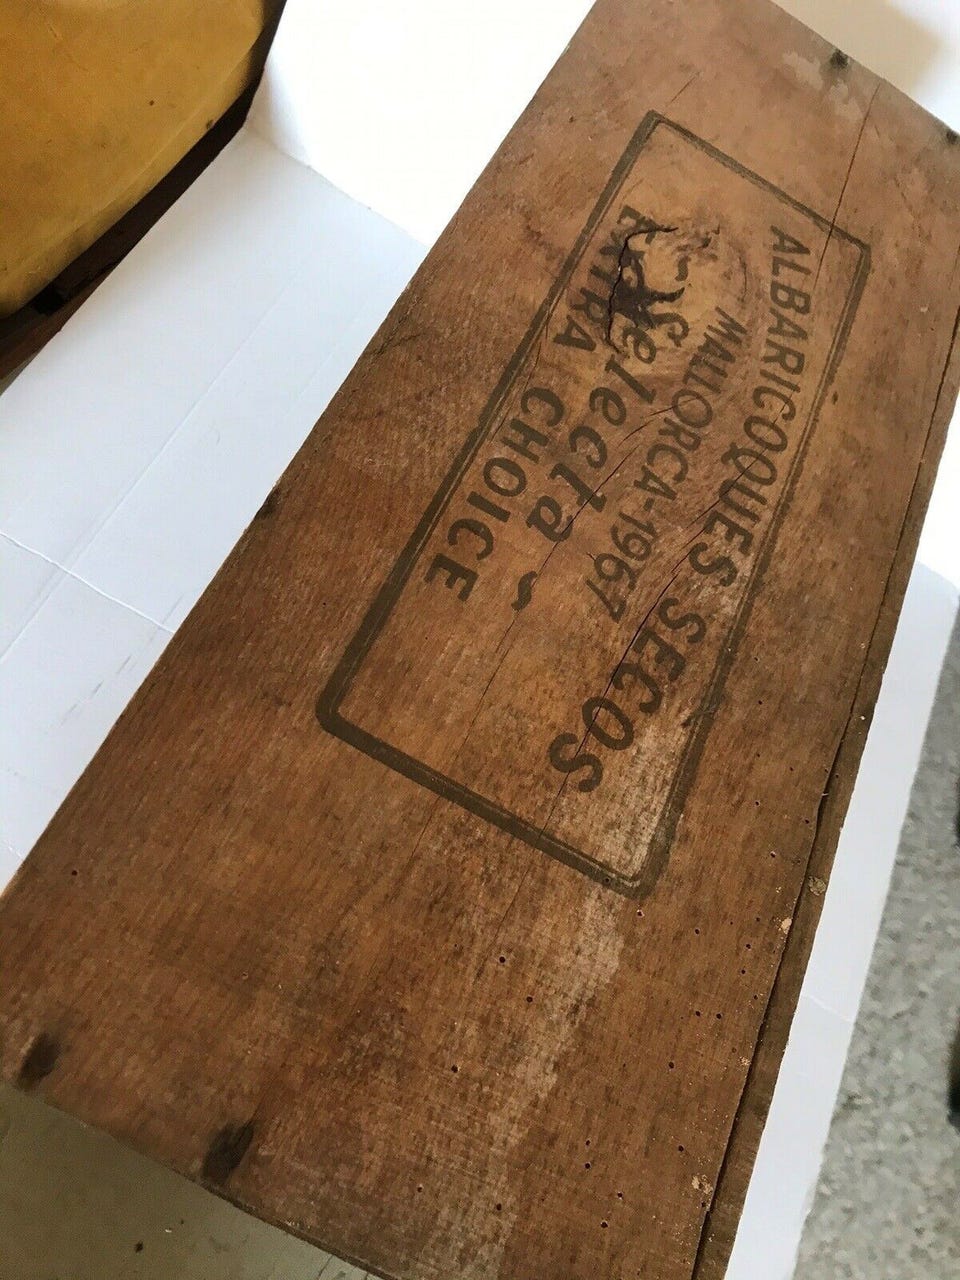 ALBARICOQUES SECOS
MALLORCA-1967
Selecta
EXTRA CHOICE